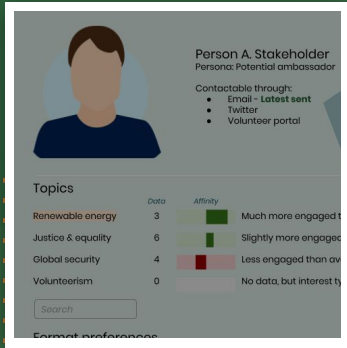 Person A. Stakeholder
Persona: Potential ambassador
Contactable through:
● Email - Latest sent
● Twitter
● Volunteer portal
Topics
Data Affinity
Renewable energy 3 Much more engaged t
Justice & equality 6 Slightly more engaged
Global security 4 Less engaged than av
Volunteerism 0 No data, but interest ty
Search
Format preferences